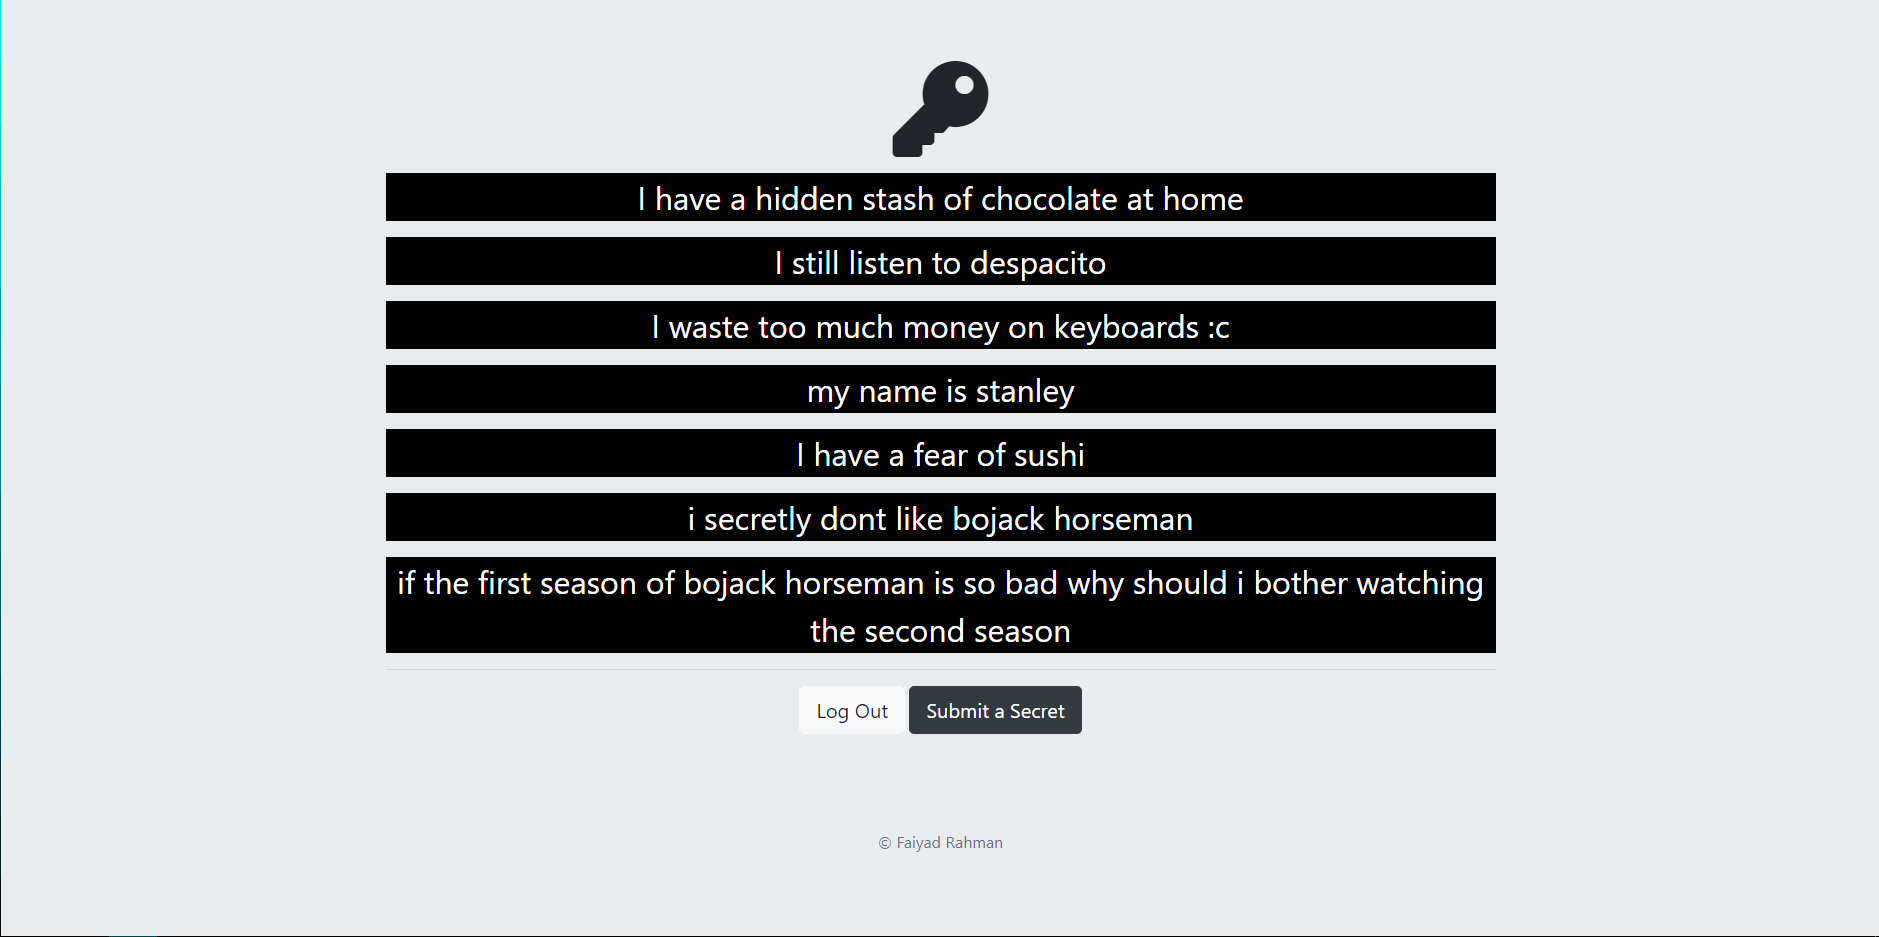 I have a hidden stash of chocolate at home
I still listen to despacito
I waste too much money on keyboards :c
my name is stanley
I have a fear of sushi
i secretly dont like bojack horseman
if the first season of bojack horseman is so bad why should i bother watching
the second season
Log Out Submit a Secret
© Faiyad Rahman